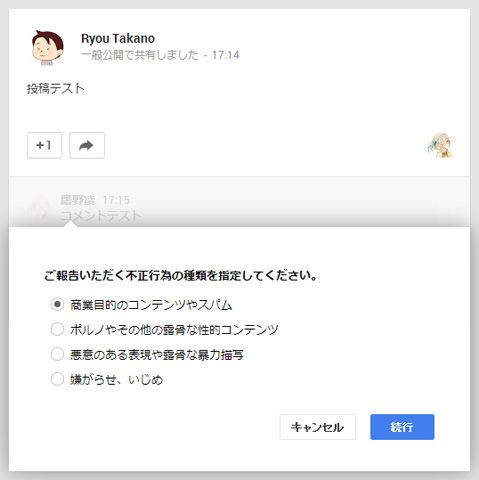 Ryou Takano
一般公開で共有しました - 17:14
投稿テスト
+1
鷹野凌 17:15
コメントテスト
ご報告いただく不正行為の種類を指定してください。
商業目的のコンテンツやスパム
ポルノやその他の露骨な性的コンテンツ
悪意のある表現や露骨な暴力描写
嫌がらせ、いじめ
キャンセル
続行